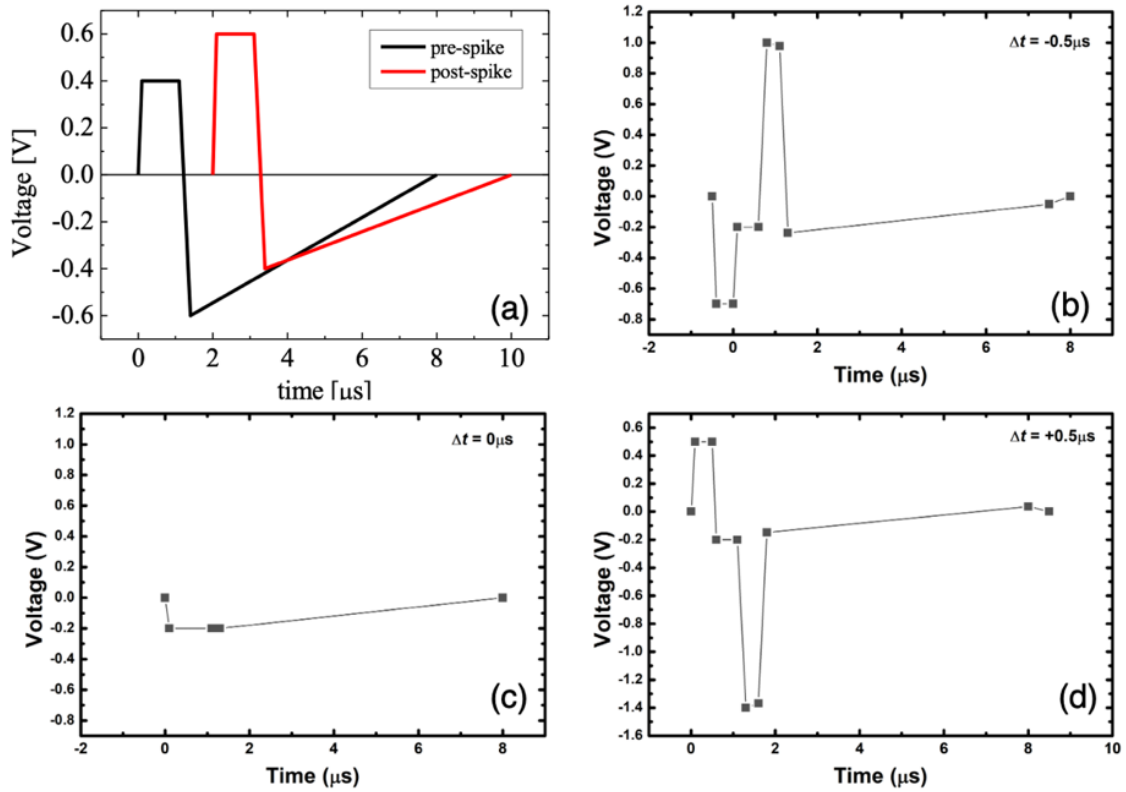 0.6
0.4
0.2
0.0
-0.2
-0.4
-0.6
Voltage [V]
pre-spike
post-spike
(a)
0 2 4 6 8 10
time [μs]
1.2
1.0
0.8
0.6
0.4
0.2
0.0
-0.2
-0.4
-0.6
-0.8
Voltage (V)
Δt = -0.5μs
(b)
-2 0 2 4 6 8 10
Time (μs)
1.2
1.0
0.8
0.6
0.4
0.2
0.0
-0.2
-0.4
-0.6
-0.8
Voltage (V)
Δt = 0μs
(c)
-2 0 2 4 6 8
Time (μs)
0.6
0.4
0.2
0.0
-0.2
-0.4
-0.6
-0.8
-1.0
-1.2
-1.4
-1.6
Voltage (V)
Δt = +0.5μs
(d)
0 2 4 6 8 10
Time (μs)